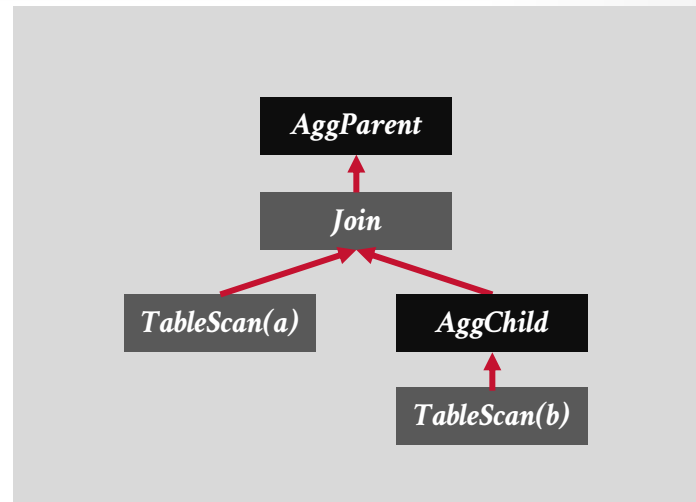 AggParent
Join
TableScan(a)
AggChild
TableScan(b)